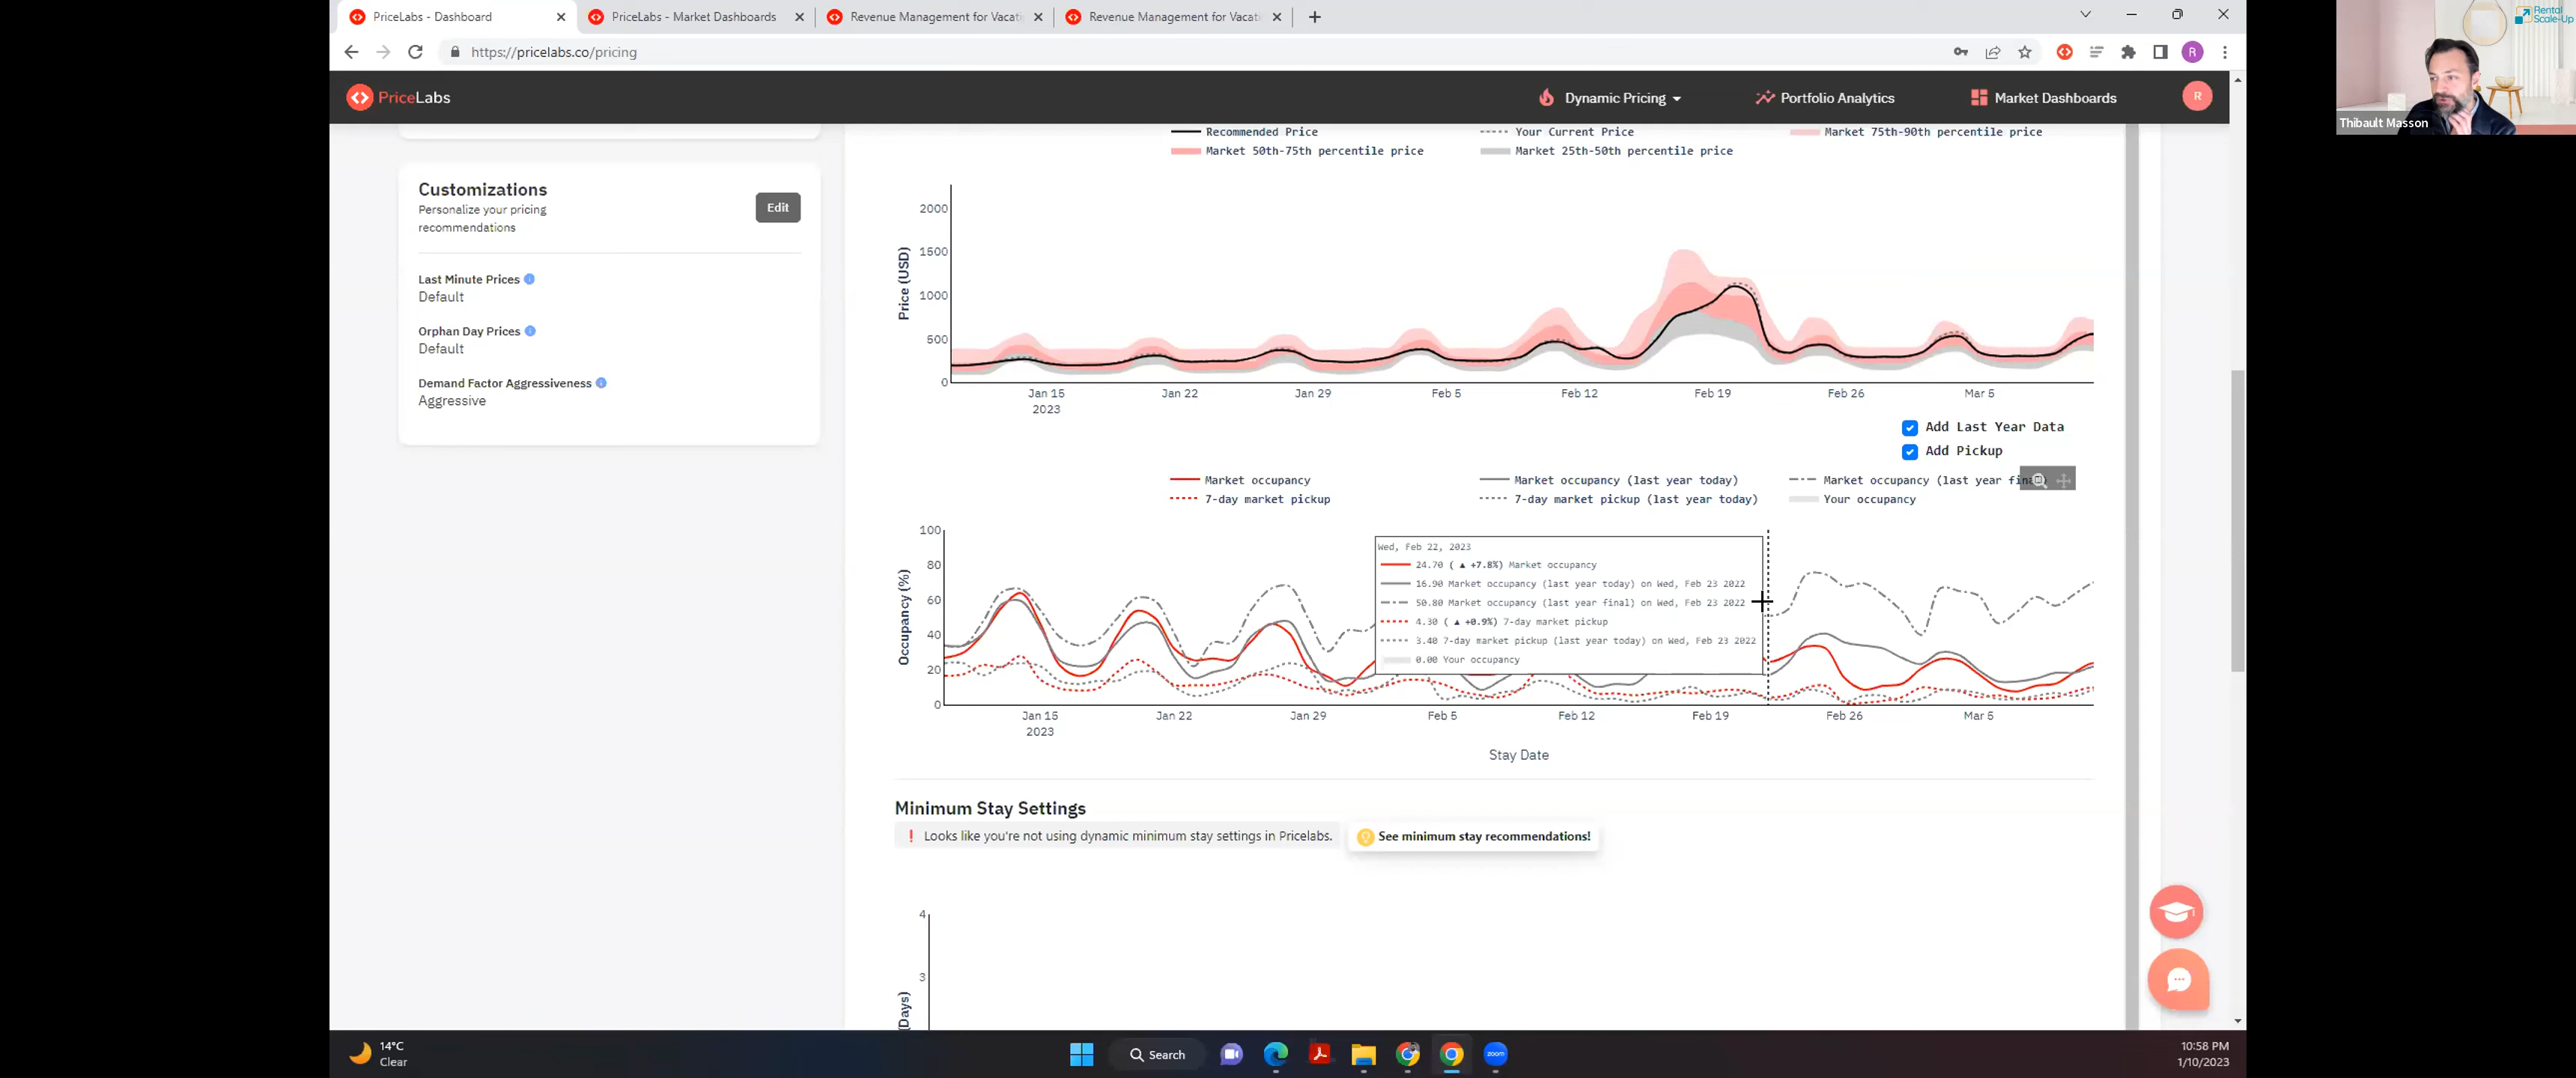 PriceLabs - Dashboard
PriceLabs - Market Dashboards
Revenue Management for Vacati
Revenue Management for Vacati
https://pricelabs.co/pricing
R
Rental
Scale-Up
Thibault Masson
PriceLabs
Dynamic Pricing
Portfolio Analytics
Market Dashboards
R
Customizations
Personalize your pricing
recommendations
Edit
Last Minute Prices
Default
Orphan Day Prices
Default
Demand Factor Aggressiveness
Aggressive
Recommended Price
Your Current Price
Market 75th-90th percentile price
Market 50th-75th percentile price
Market 25th-50th percentile price
Price (USD)
2000
1500
1000
500
0
Jan 15
2023
Jan 22
Jan 29
Feb 5
Feb 12
Feb 19
Feb 26
Mar 5
Add Last Year Data
Add Pickup
Market occupancy
Market occupancy (last year today)
Market occupancy (last year fin
7-day market pickup
7-day market pickup (last year today)
Your occupancy
Occupancy (%)
100
80
60
40
20
0
Wed, Feb 22, 2023
24.70 ( ▲ +7.8%) Market occupancy
16.90 Market occupancy (last year today) on Wed, Feb 23 2022
50.80 Market occupancy (last year final) on Wed, Feb 23 2022
4.30 ( ▲ +0.9%) 7-day market pickup
3.40 7-day market pickup (last year today) on Wed, Feb 23 2022
0.00 Your occupancy
Jan 15
2023
Jan 22
Jan 29
Feb 5
Feb 12
Feb 19
Feb 26
Mar 5
Stay Date
Minimum Stay Settings
Looks like you're not using dynamic minimum stay settings in Pricelabs.
See minimum stay recommendations!
4
3
(Days)
14°C
Clear
Search
zoom
10:58 PM
1/10/2023